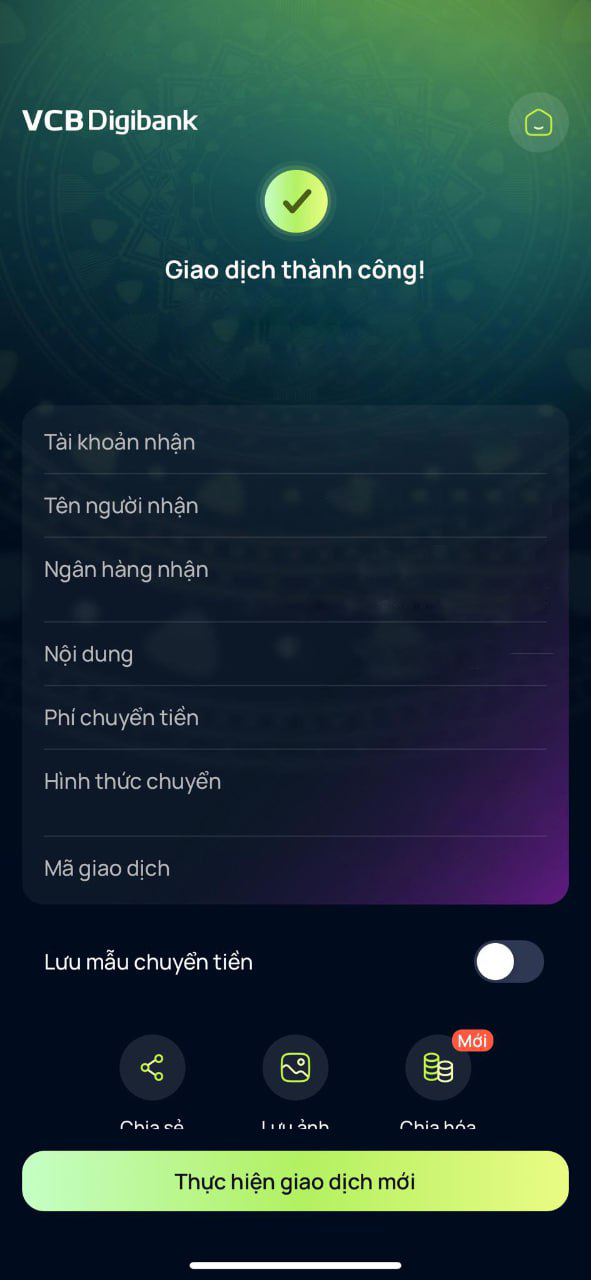 VCB Digibank
Giao dịch thành công!
Tài khoản nhận
Tên người nhận
Ngân hàng nhận
Nội dung
Phí chuyển tiền
Hình thức chuyển
Mã giao dịch
Lưu mẫu chuyển tiền
Mới
Chia sẻ
Lưu ảnh
Chia hóa
Thực hiện giao dịch mới